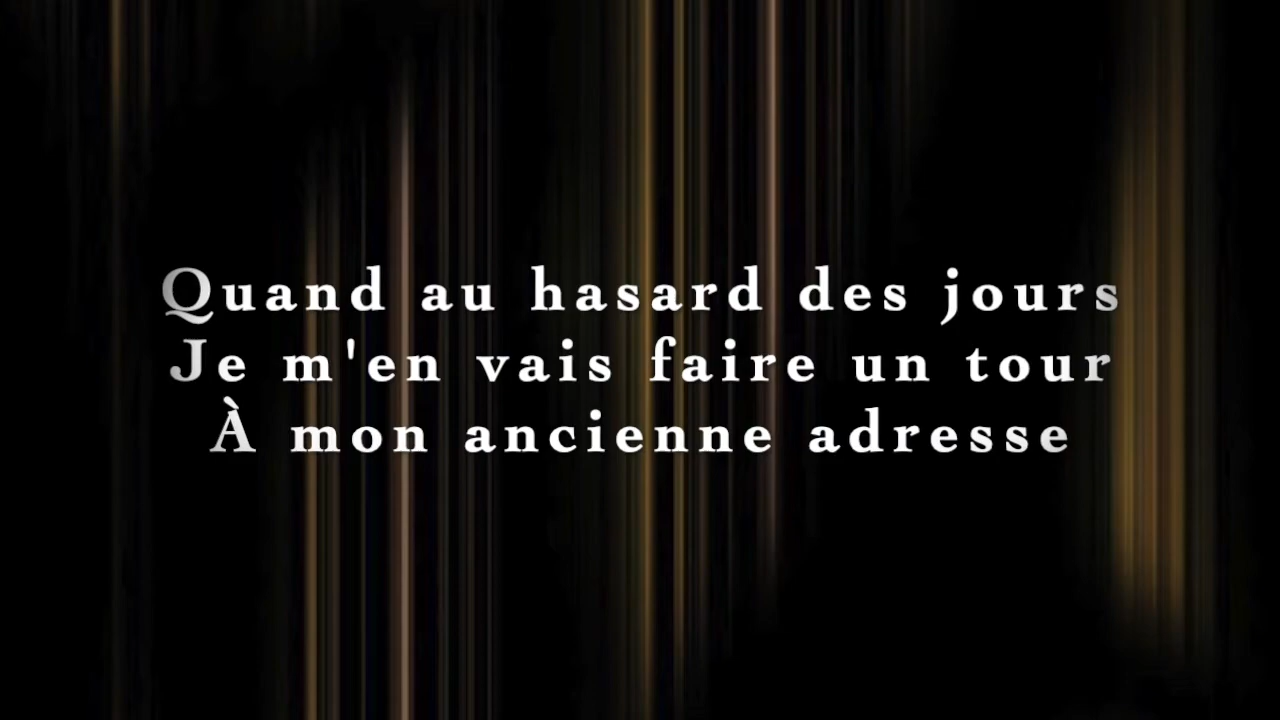 Quand au hasard des jours
Je m'en vais faire un tour
À mon ancienne adresse